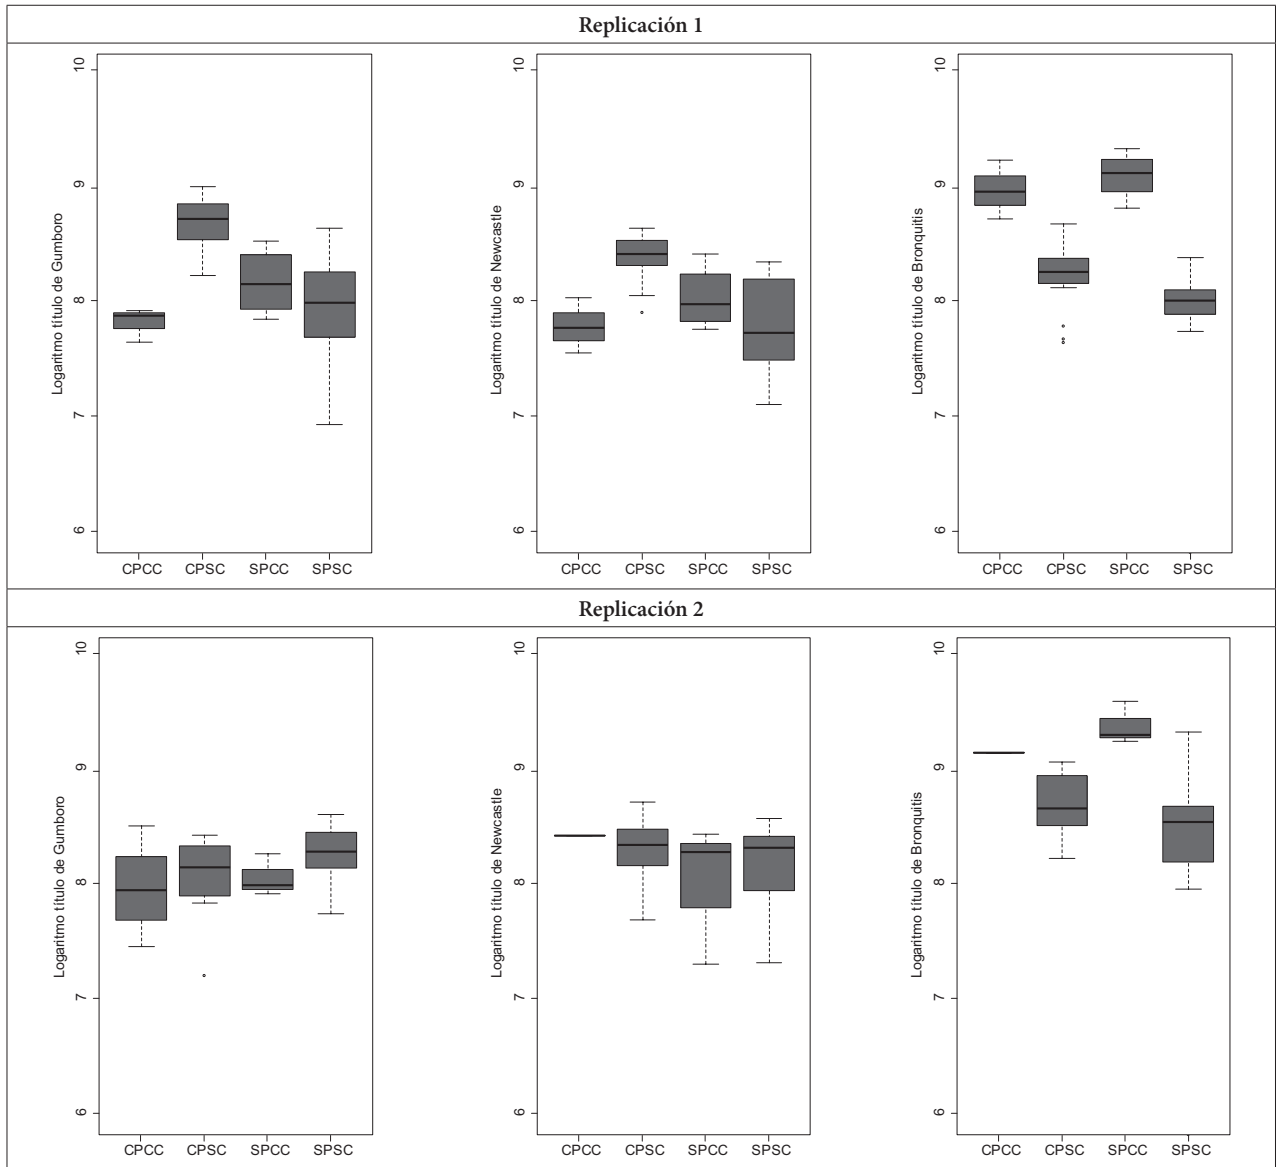 Replicación 1
Logaritmo título de Gumboro
10
9
8
7
6
CPCC CPSC SPCC SPSC
Logaritmo título de Newcastle
10
9
8
7
6
CPCC CPSC SPCC SPSC
Logaritmo título de Bronquitis
10
9
8
7
6
CPCC CPSC SPCC SPSC
Replicación 2
Logaritmo título de Gumboro
10
9
8
7
6
CPCC CPSC SPCC SPSC
Logaritmo título de Newcastle
10
9
8
7
6
CPCC CPSC SPCC SPSC
Logaritmo título de Bronquitis
10
9
8
7
6
CPCC CPSC SPCC SPSC